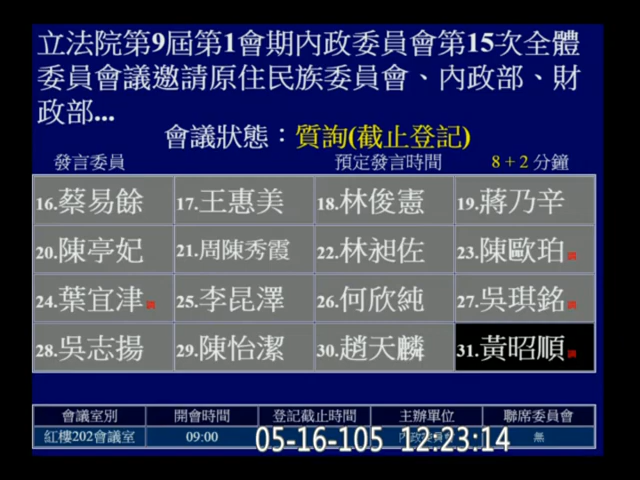 立法院第9屆第1會期內政委員會第15次全體
委員會議邀請原住民族委員會、內政部、財
政部...
會議狀態：質詢(截止登記)
發言委員 預定發言時間 8 + 2 分鐘
16.蔡易餘 17.王惠美 18.林俊憲 19.蔣乃辛
20.陳亭妃 21.周陳秀霞 22.林昶佐 23.陳歐珀
24.葉宜津 25.李昆澤 26.何欣純 27.吳琪銘
28.吳志揚 29.陳怡潔 30.趙天麟 31.黃昭順
會議室別 開會時間 登記截止時間 主辦單位 聯席委員會
紅樓202會議室 09:00 無
05-16-105 12:23:14